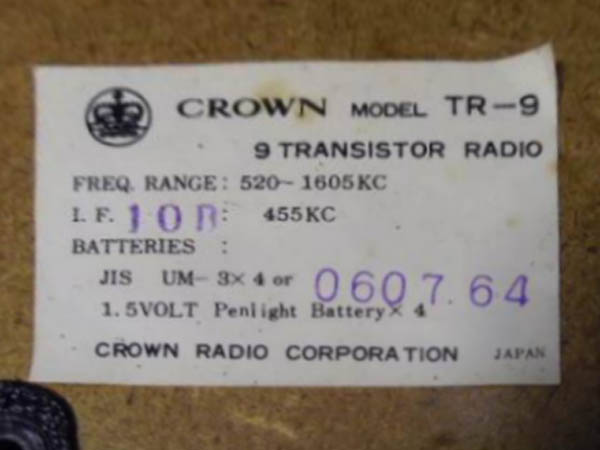 CROWN MODEL TR-9
9 TRANSISTOR RADIO
FREQ. RANGE: 520~1605KC
I. F. : 455KC
BATTERIES :
JIS UM-3×4 or
0607.64
1.5VOLT Penlight Battery×4
CROWN RADIO CORPORATION JAPAN